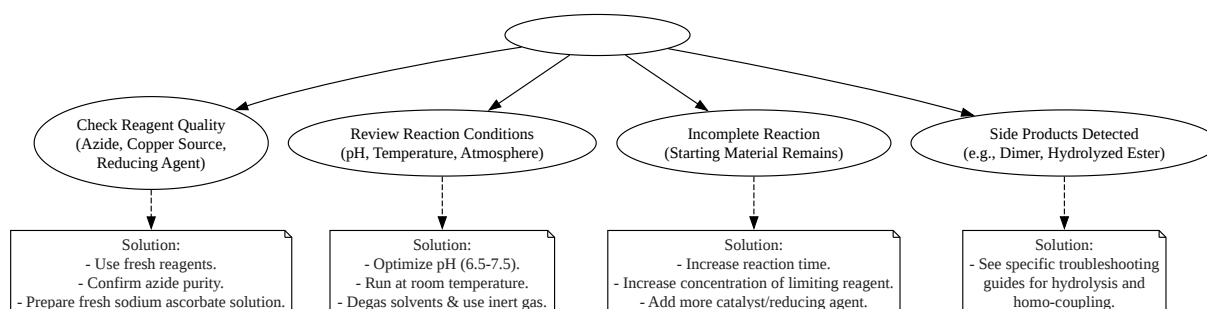 Check Reagent Quality
(Azide, Copper Source,
Reducing Agent)
Review Reaction Conditions
(pH, Temperature, Atmosphere)
Incomplete Reaction
(Starting Material Remains)
Side Products Detected
(e.g., Dimer, Hydrolyzed Ester)
Solution:
- Use fresh reagents.
- Confirm azide purity.
- Prepare fresh sodium ascorbate solution.
Solution:
- Optimize pH (6.5-7.5).
- Run at room temperature.
- Degas solvents & use inert gas.
Solution:
- Increase reaction time.
- Increase concentration of limiting reagent.
- Add more catalyst/reducing agent.
Solution:
- See specific troubleshooting
guides for hydrolysis and
homo-coupling.